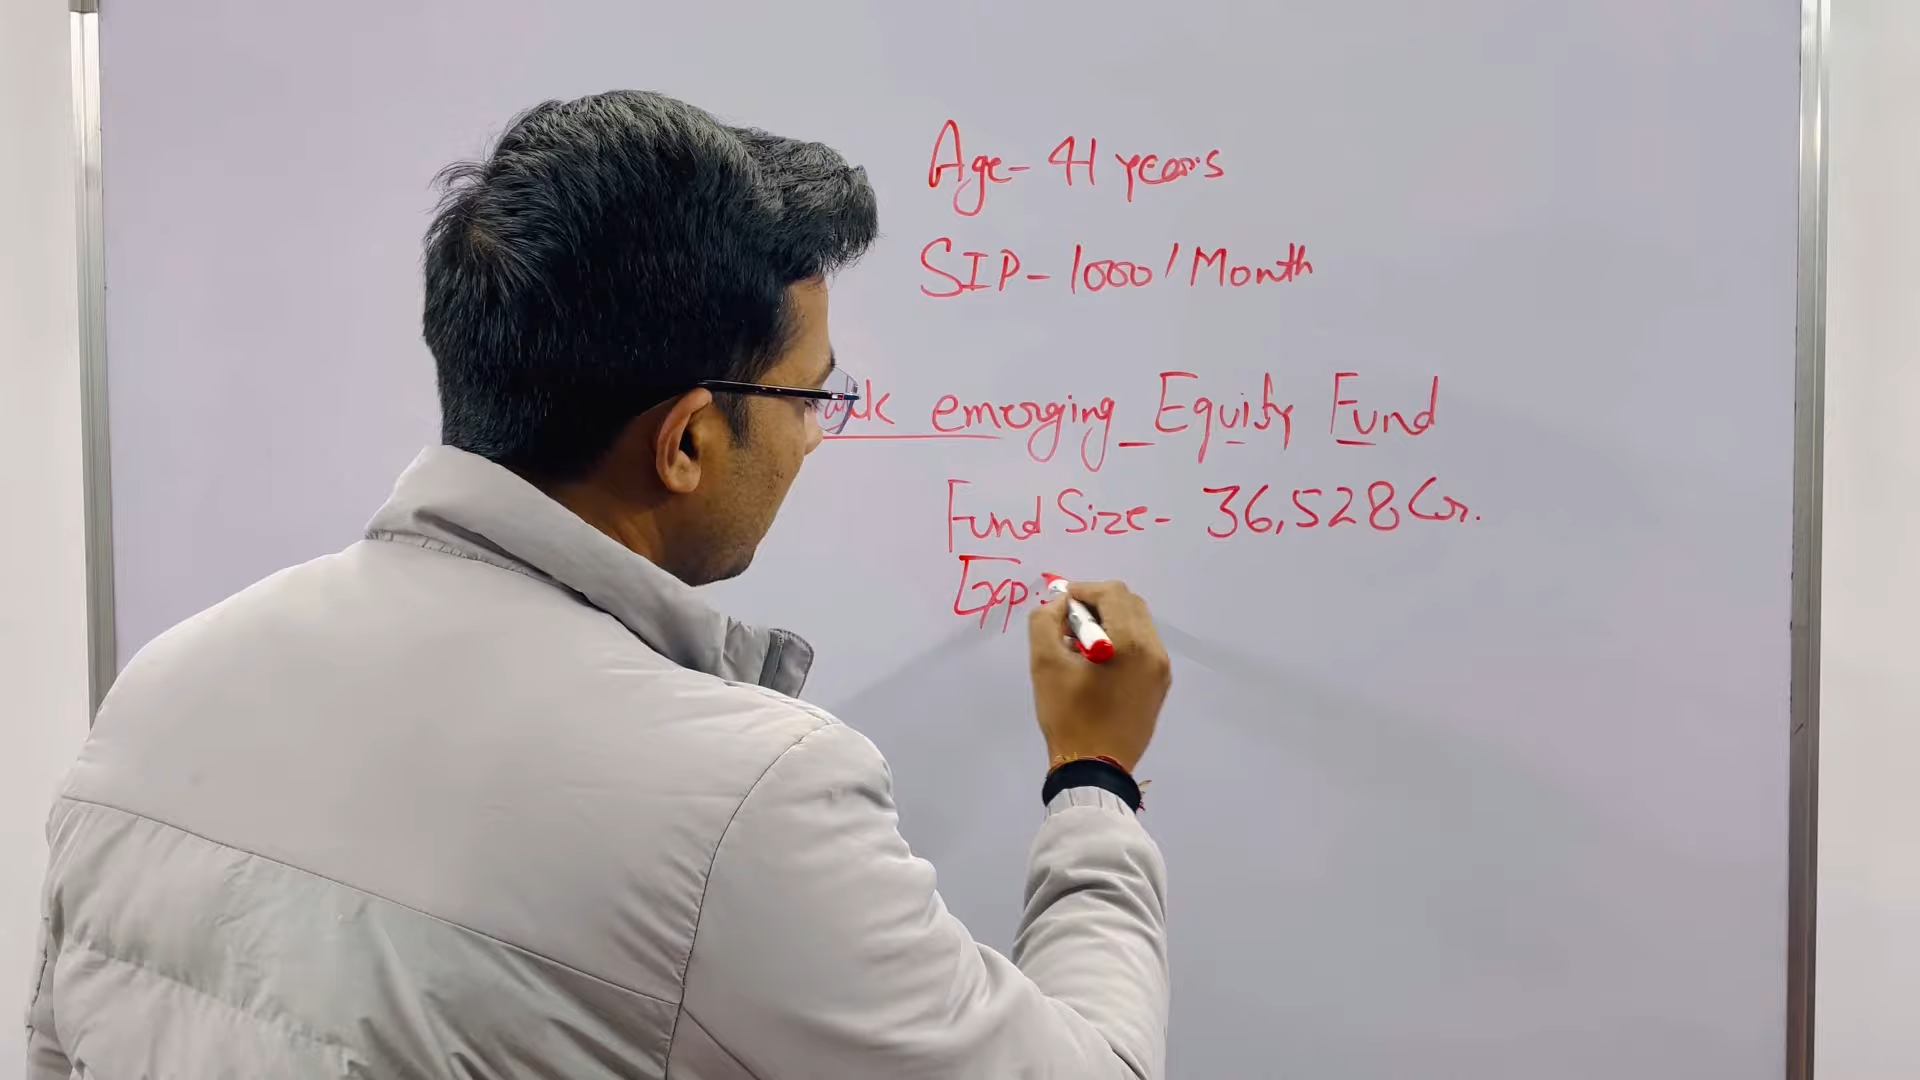 Age- 41 years
SIP- 1000/Month
emerging Equity Fund
Fund Size- 36,528 Cr.
Exp